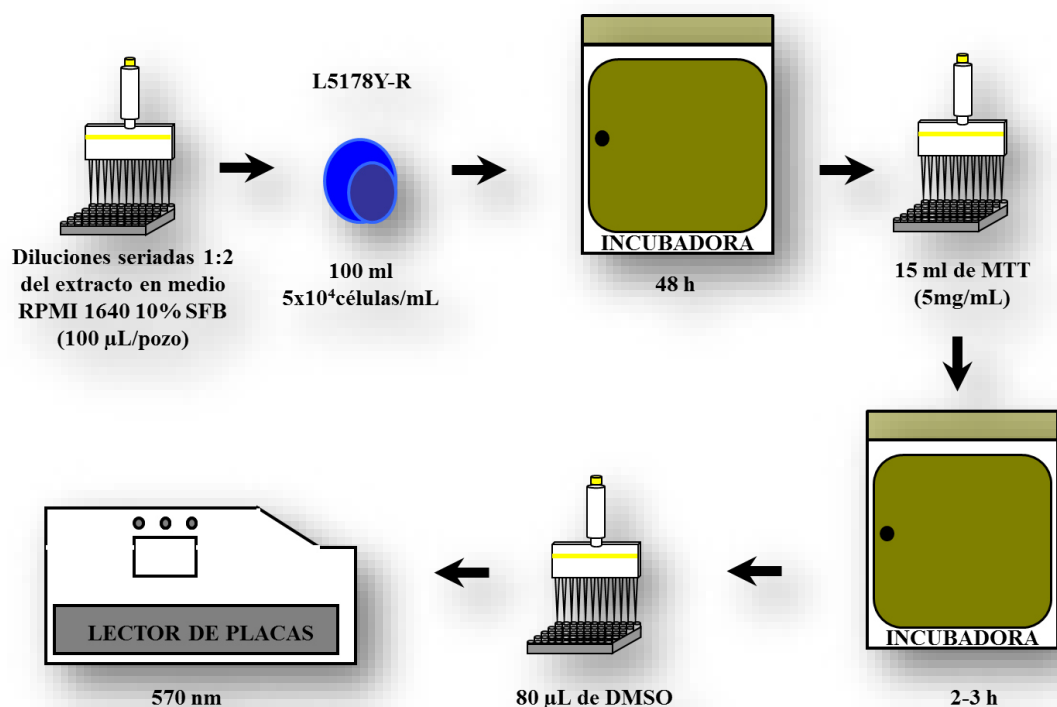 Diluciones seriadas 1:2
del extracto en medio
RPMI 1640 10% SFB
(100 µL/pozo)
L5178Y-R
100 ml
5x10⁴células/mL
INCUBADORA
48 h
15 ml de MTT
(5mg/mL)
INCUBADORA
2-3 h
80 µL de DMSO
LECTOR DE PLACAS
570 nm